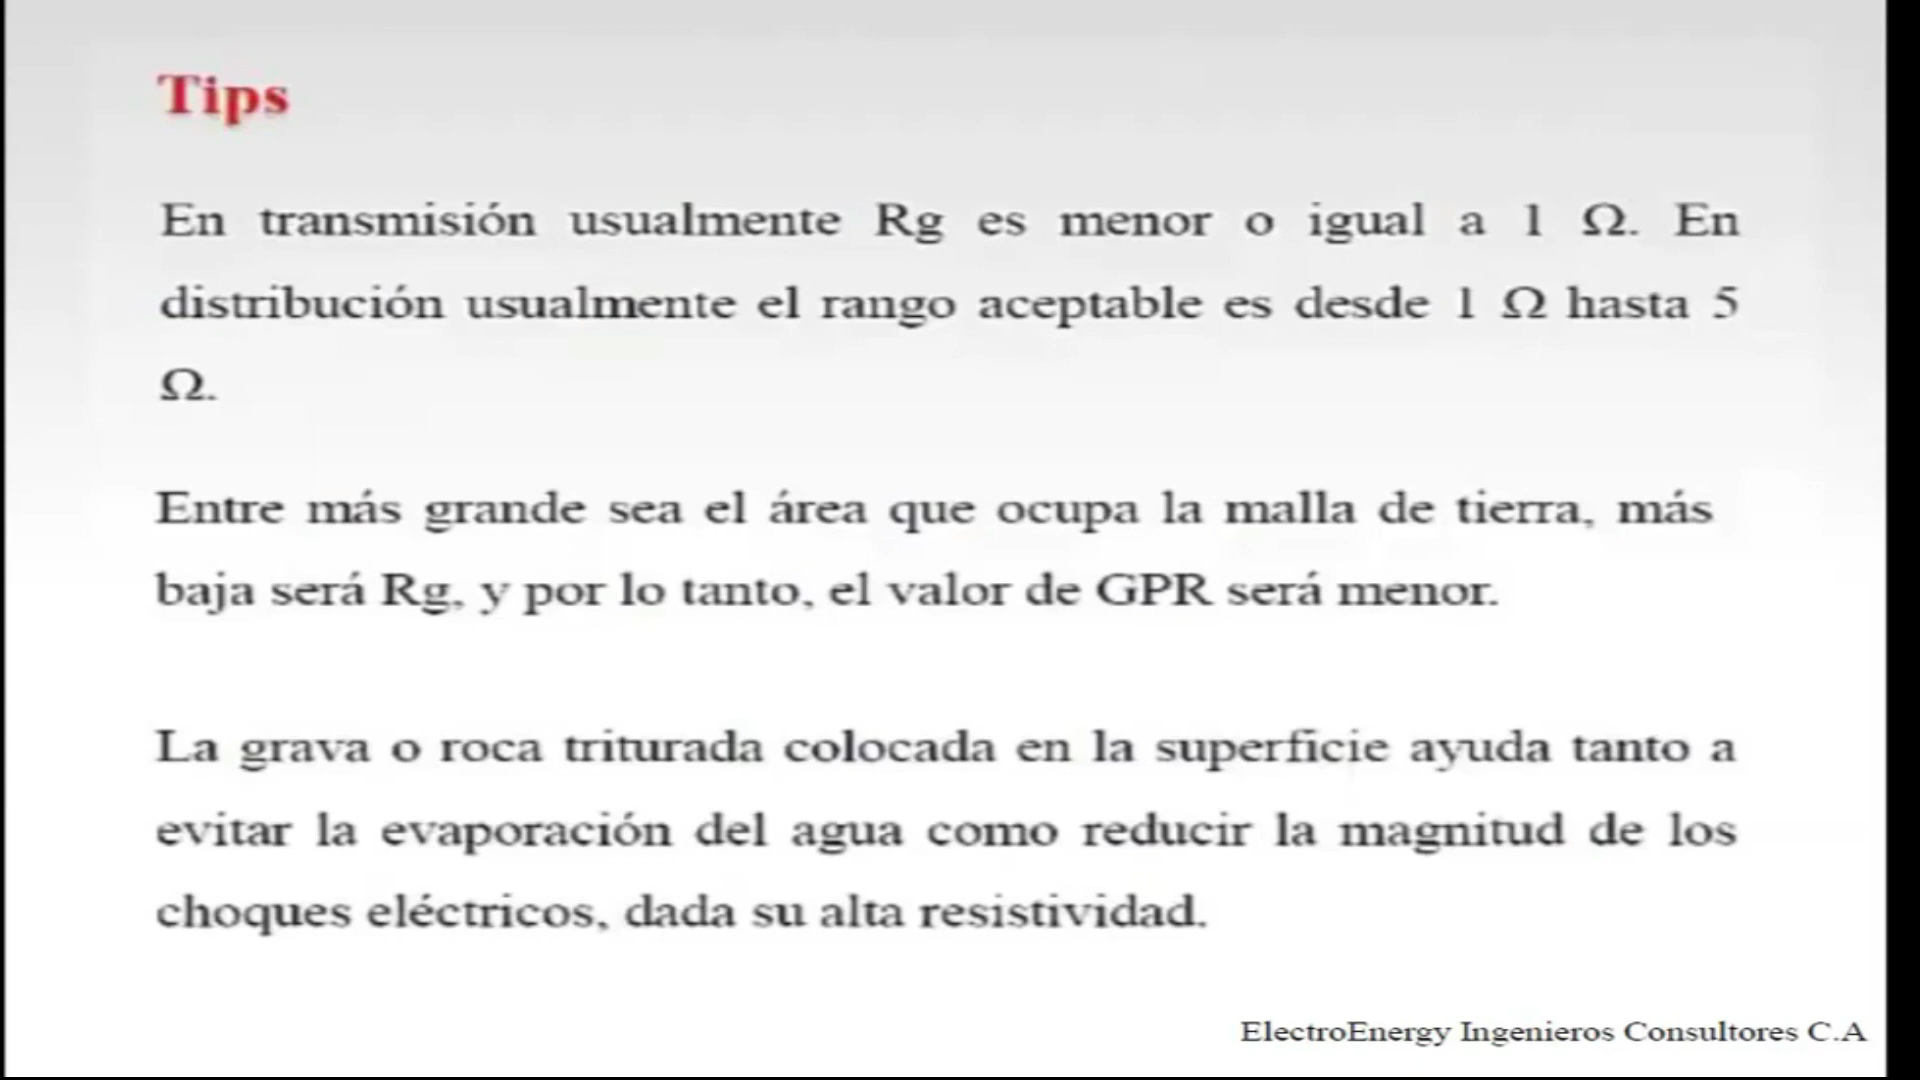 Tips
En transmisión usualmente Rg es menor o igual a 1 Ω. En
distribución usualmente el rango aceptable es desde 1 Ω hasta 5
Ω.
Entre más grande sea el área que ocupa la malla de tierra, más
baja será Rg, y por lo tanto, el valor de GPR será menor.
La grava o roca triturada colocada en la superficie ayuda tanto a
evitar la evaporación del agua como reducir la magnitud de los
choques eléctricos, dada su alta resistividad.
ElectroEnergy Ingenieros Consultores C.A